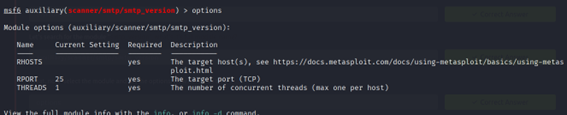 msf6 auxiliary(scanner/smtp/smtp_version) > options
Module options (auxiliary/scanner/smtp/smtp_version):
Name Current Setting Required Description
RHOSTS yes The target host(s), see https://docs.metasploit.com/docs/using-metasploit/basics/using-metas
ploit.html
RPORT 25 yes The target port (TCP)
THREADS 1 yes The number of concurrent threads (max one per host)
View the full module info with the info, or info -d command.